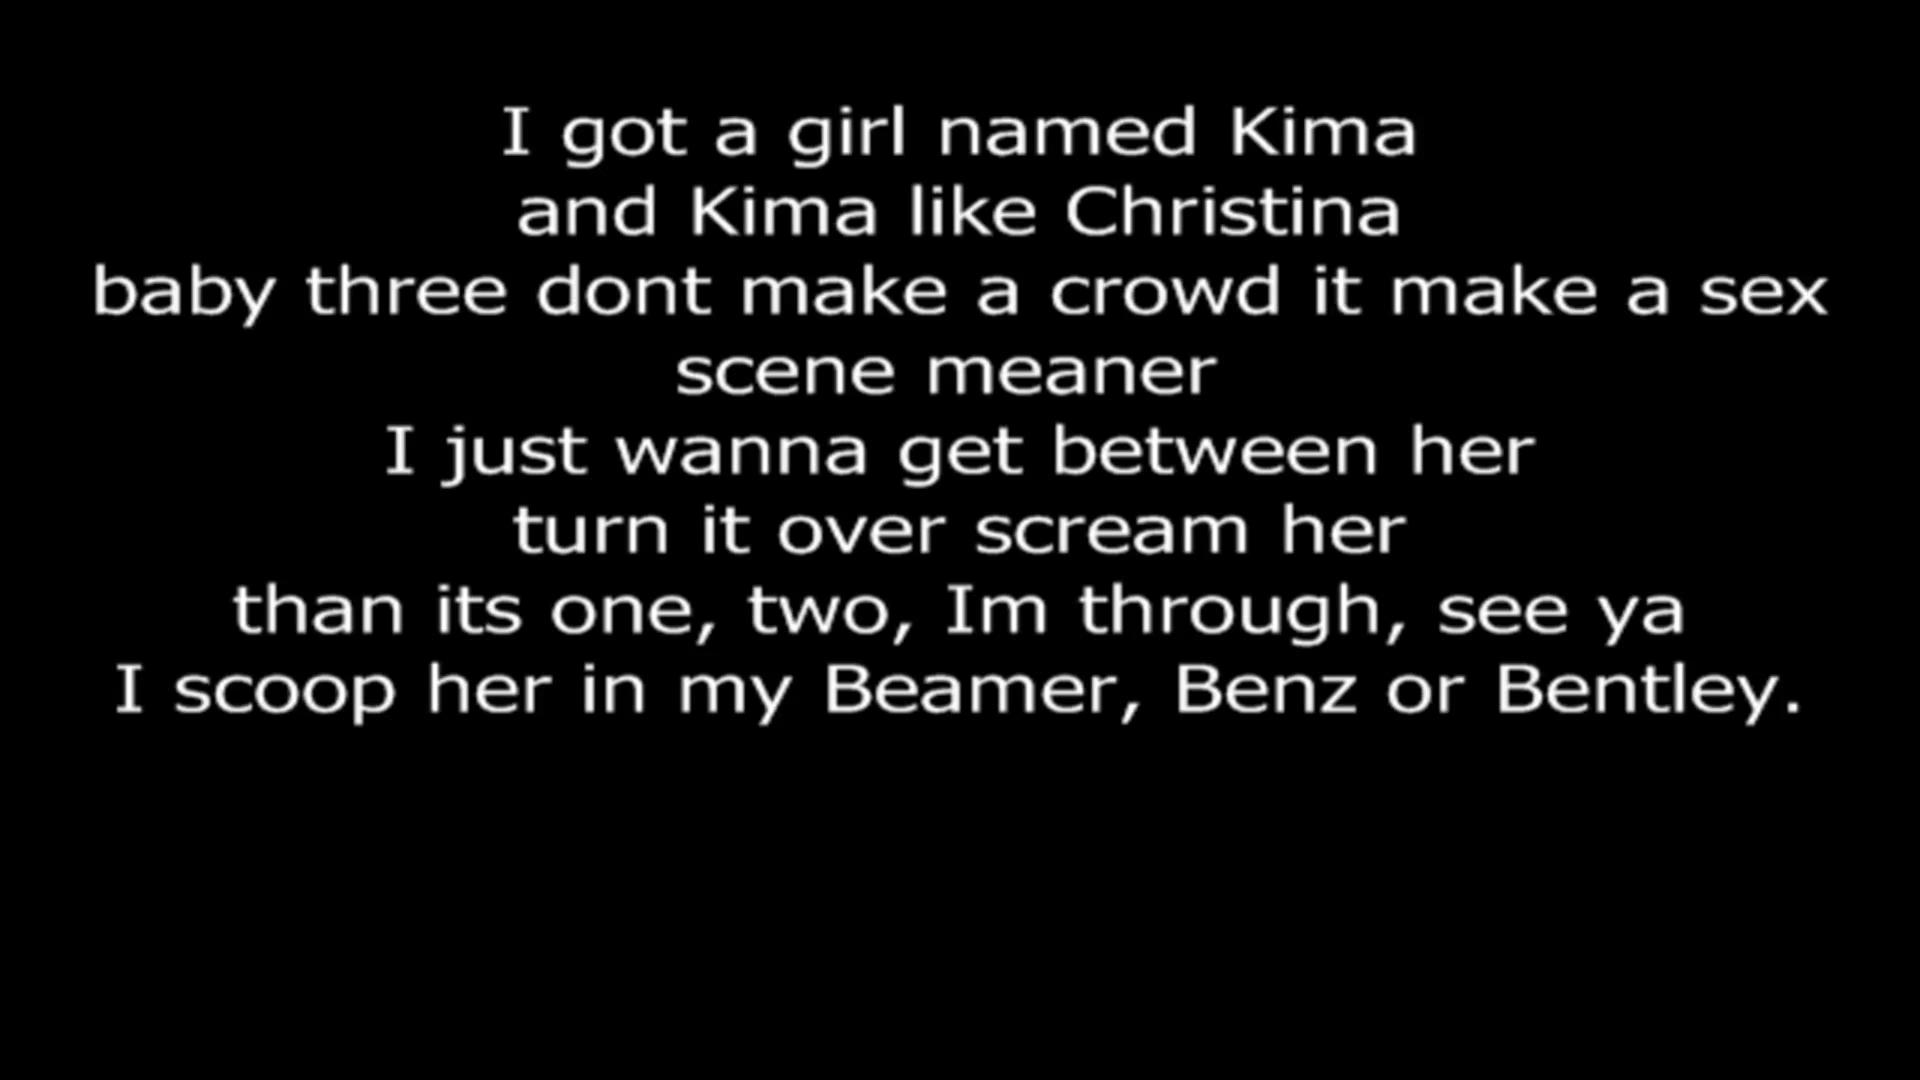 I got a girl named Kima
and Kima like Christina
baby three dont make a crowd it make a sex
scene meaner
I just wanna get between her
turn it over scream her
than its one, two, Im through, see ya
I scoop her in my Beamer, Benz or Bentley.